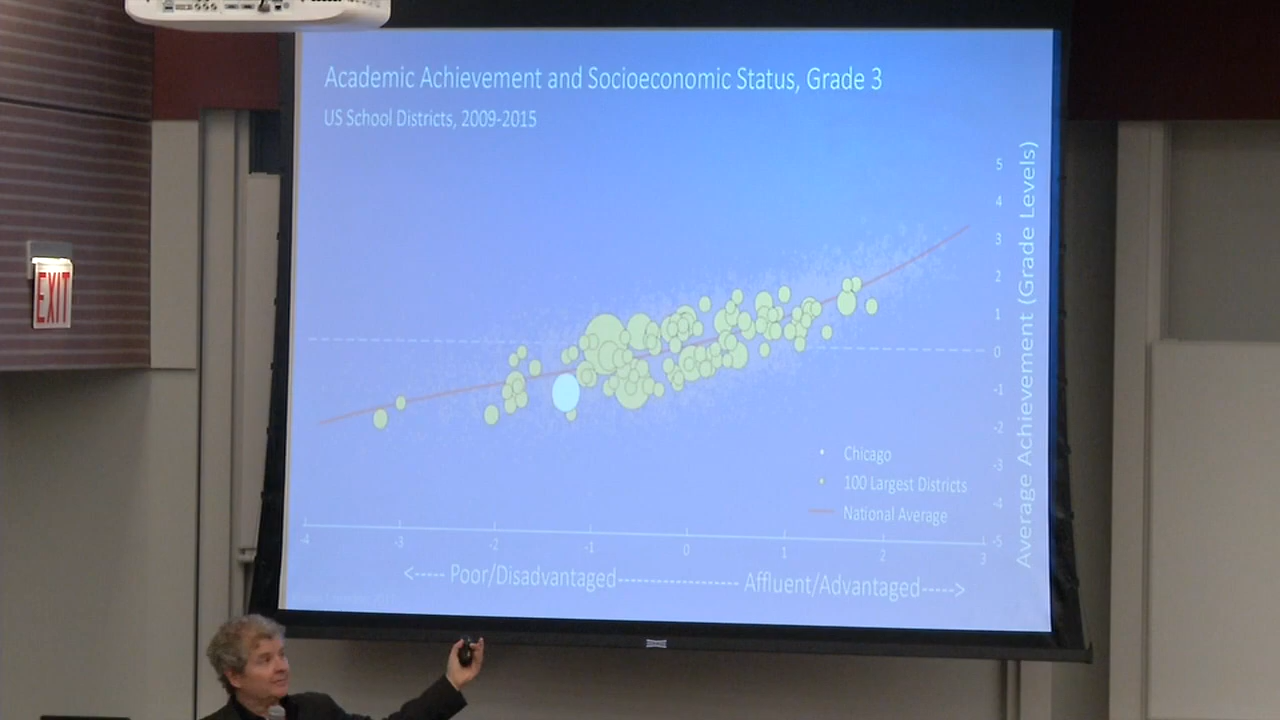 Academic Achievement and Socioeconomic Status, Grade 3
US School Districts, 2009-2015
EXIT
5
4
3
2
1
0
-1
-2
-3
-4
-5
Average Achievement (Grade Levels)
Chicago
100 Largest Districts
National Average
-4 -3 -2 -1 0 1 2 3
<---- Poor/Disadvantaged---------------- Affluent/Advantaged----->